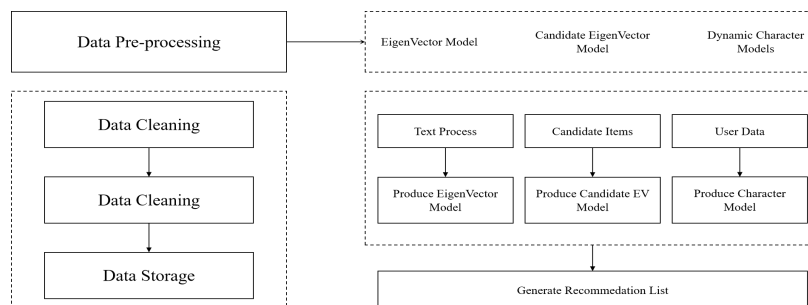 Data Pre-processing
EigenVector Model
Candidate EigenVector
Model
Dynamic Character
Models
Data Cleaning
Data Cleaning
Data Storage
Text Process
Candidate Items
User Data
Produce EigenVector
Model
Produce Candidate EV
Model
Produce Character
Model
Generate Recommedation List